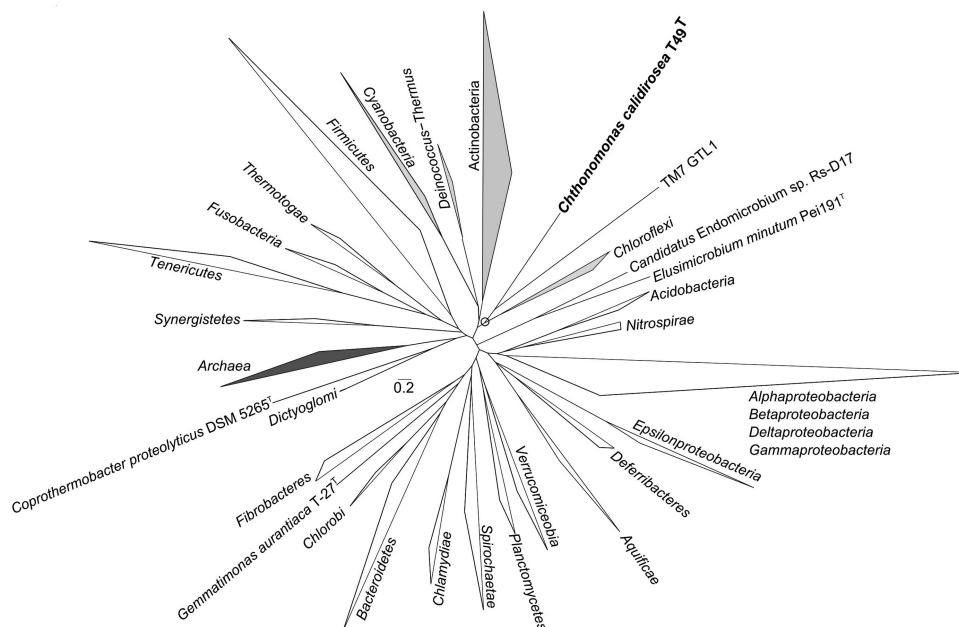 Chthonomonas calidirosea T49T
Actinobacteria
Deinococcus–Thermus
Cyanobacteria
Firmicutes
TM7 GTL1
Chloroflexi
Candidatus Endomicrobium sp. Rs-D17
Elusimicrobium minutum Pei191T
Acidobacteria
Nitrospirae
Thermotogae
Fusobacteria
Tenericutes
Synergistetes
Archaea
0.2
Coprothermobacter proteolyticus DSM 5265T
Dictyoglomi
Alphaproteobacteria
Betaproteobacteria
Deltaproteobacteria
Gammaproteobacteria
Epsilonproteobacteria
Deferribacteres
Aquificae
Verrucomiceobia
Planctomycetes
Spirochaetae
Chlamydiae
Bacteroidetes
Chlorobi
Gemmatimonas aurantiaca T-27T
Fibrobacteres